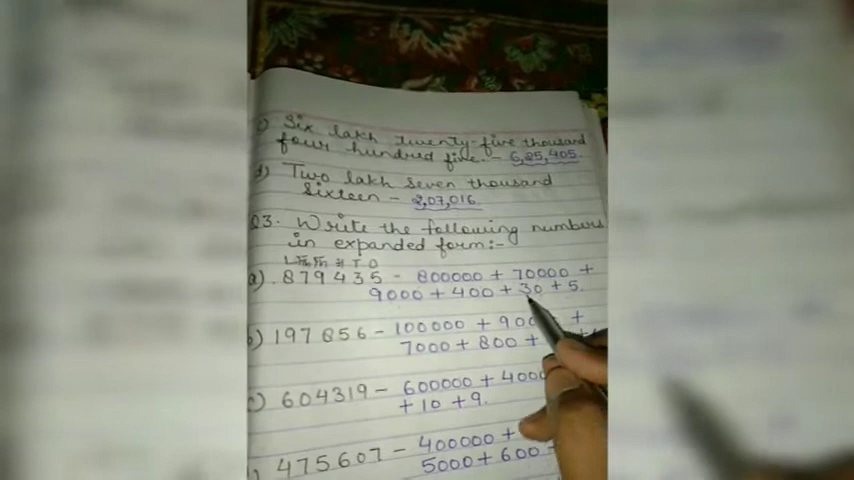 c) Six lakh twenty-five thousand
four hundred five. - 6,25,405.
d) Two lakh seven thousand
Sixteen - 2,07,016.
Q3. Write the following numbers
in expanded form:-
L TTh Th H T O
a). 879435 - 800000 + 70000 +
9000 + 400 + 30 + 5.
b) 197856 - 100000 + 90 +
7000 + 800 +
c) 604319 - 600000 + 4000
+ 10 + 9.
475607 - 400000 +
5000 + 600